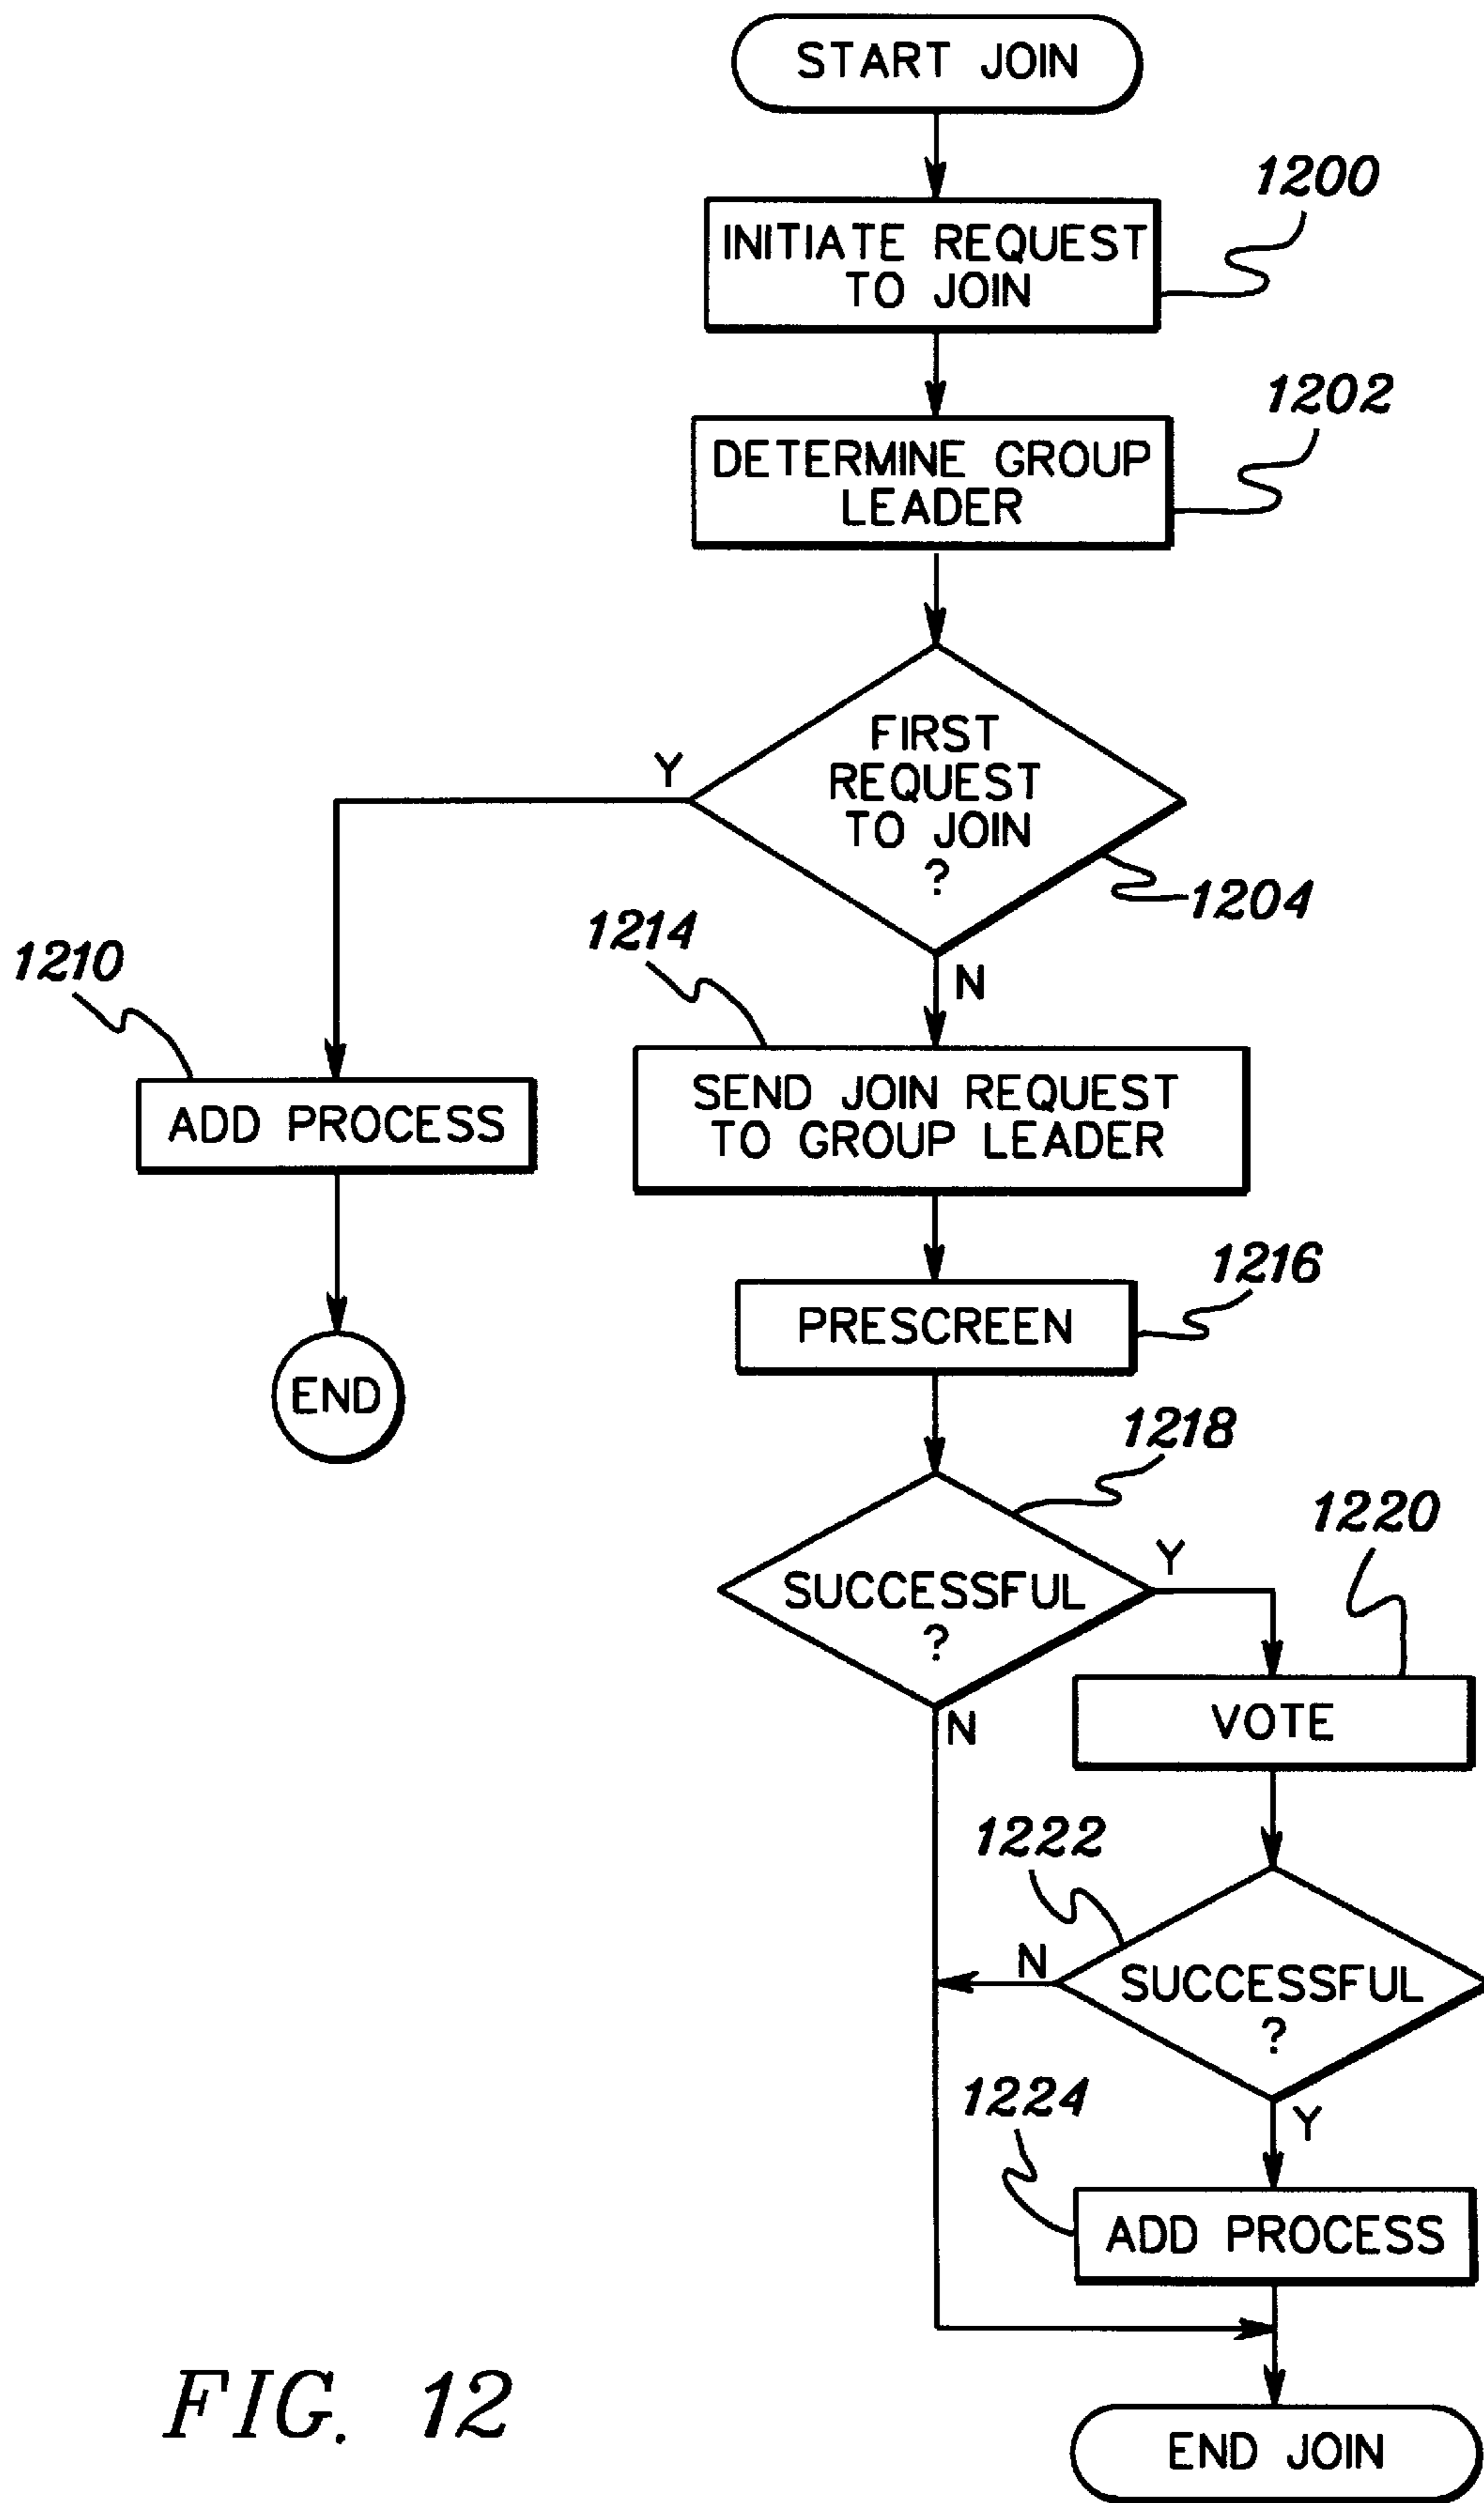 START JOIN
1200
INITIATE REQUEST
TO JOIN
1202
DETERMINE GROUP
LEADER
FIRST
REQUEST
TO JOIN
?
Y
1204
N
1214
1210
ADD PROCESS
SEND JOIN REQUEST
TO GROUP LEADER
1216
PRESCREEN
END
1218
SUCCESSFUL
?
Y
N
1220
VOTE
1222
N
SUCCESSFUL
?
1224
Y
ADD PROCESS
END JOIN
FIG. 12